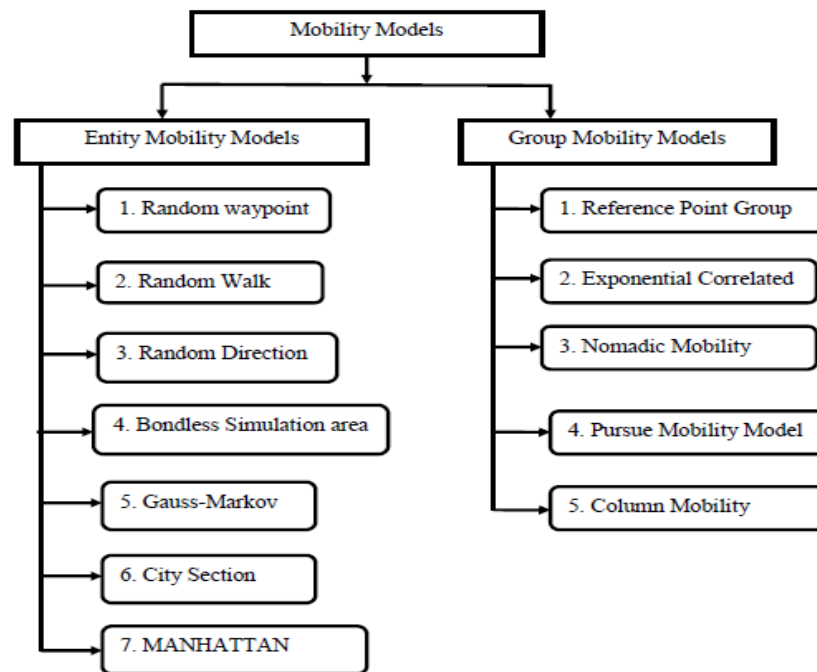 Mobility Models
Entity Mobility Models
1. Random waypoint
2. Random Walk
3. Random Direction
4. Bondless Simulation area
5. Gauss-Markov
6. City Section
7. MANHATTAN
Group Mobility Models
1. Reference Point Group
2. Exponential Correlated
3. Nomadic Mobility
4. Pursue Mobility Model
5. Column Mobility